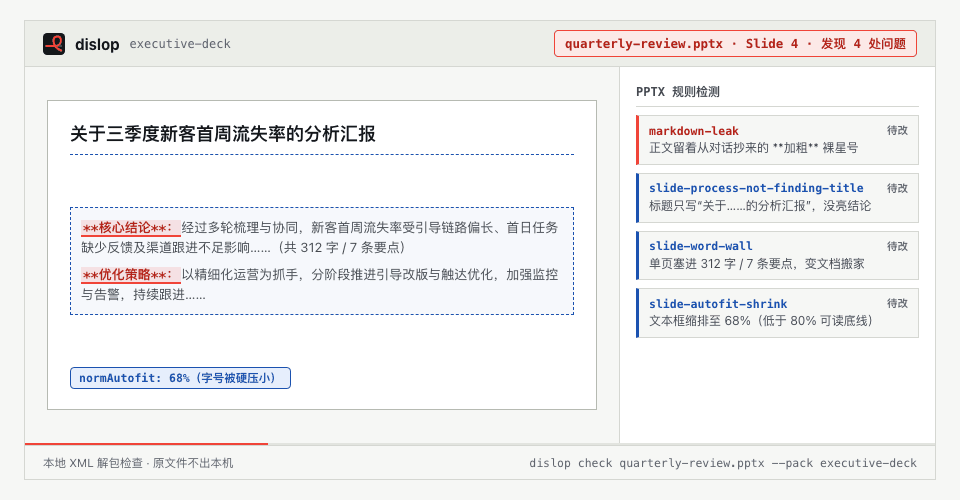 dislop executive-deck
quarterly-review.pptx · Slide 4 · 发现 4 处问题
关于三季度新客首周流失率的分析汇报
**核心结论**：经过多轮梳理与协同，新客首周流失率受引导链路偏长、首日任务
缺少反馈及渠道跟进不足影响……（共 312 字 / 7 条要点）
**优化策略**：以精细化运营为抓手，分阶段推进引导改版与触达优化，加强监控
与告警，持续跟进……
normAutofit: 68% (字号被硬压小)
PPTX 规则检测
markdown-leak 待改
正文留着从对话抄来的 **加粗** 裸星号
slide-process-not-finding-title 待改
标题只写“关于……的分析汇报”，没亮结论
slide-word-wall 待改
单页塞进 312 字 / 7 条要点，变文档搬家
slide-autofit-shrink 待改
文本框缩排至 68%（低于 80% 可读底线）
本地 XML 解包检查 · 原文件不出本机
dislop check quarterly-review.pptx --pack executive-deck